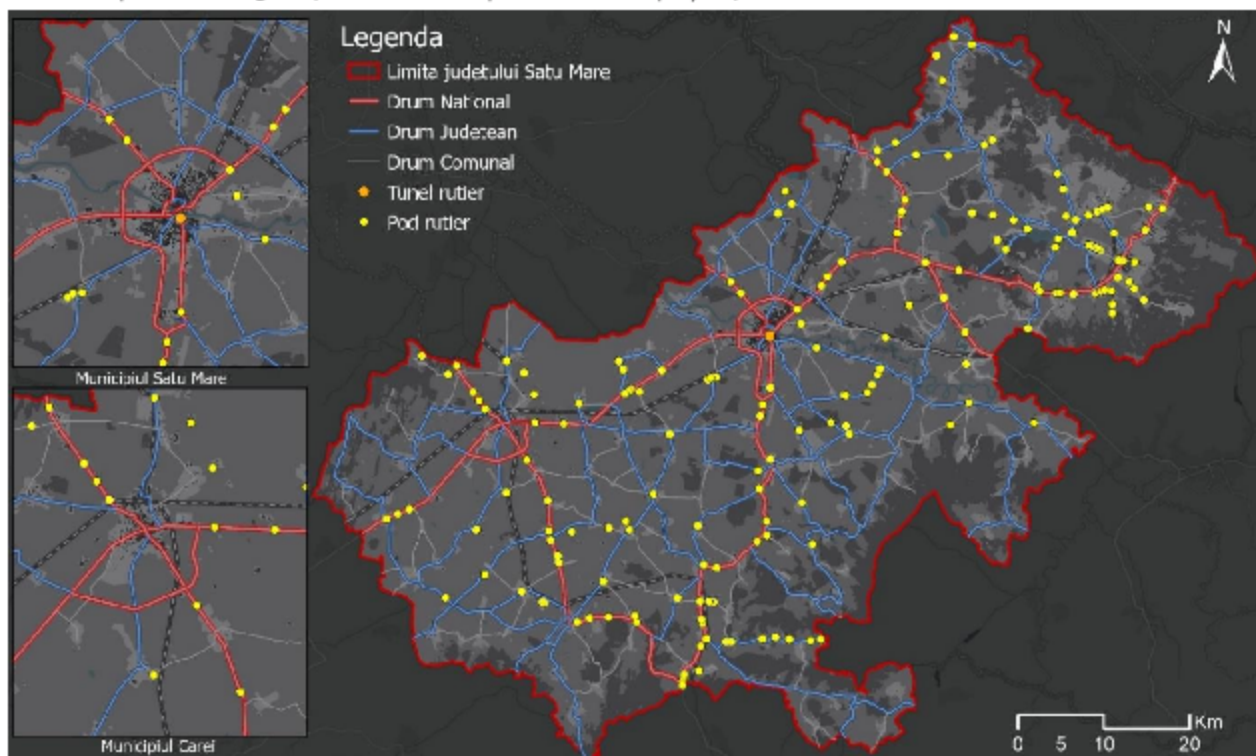 Legenda
Limita județului Satu Mare
Drum National
Drum Judetean
Drum Comunal
Tunel rutier
Pod rutier
N
Municipiul Satu Mare
Municipiul Carei
Km
0 5 10 20